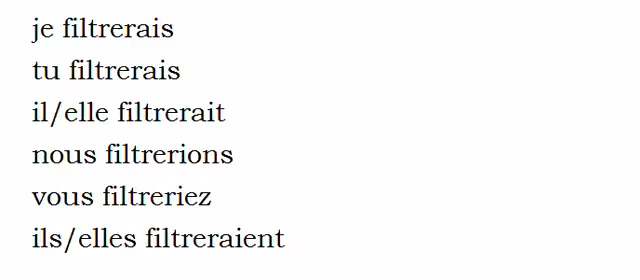 je filtrerais
tu filtrerais
il/elle filtrerait
nous filtrerions
vous filtreriez
ils/elles filtreraient